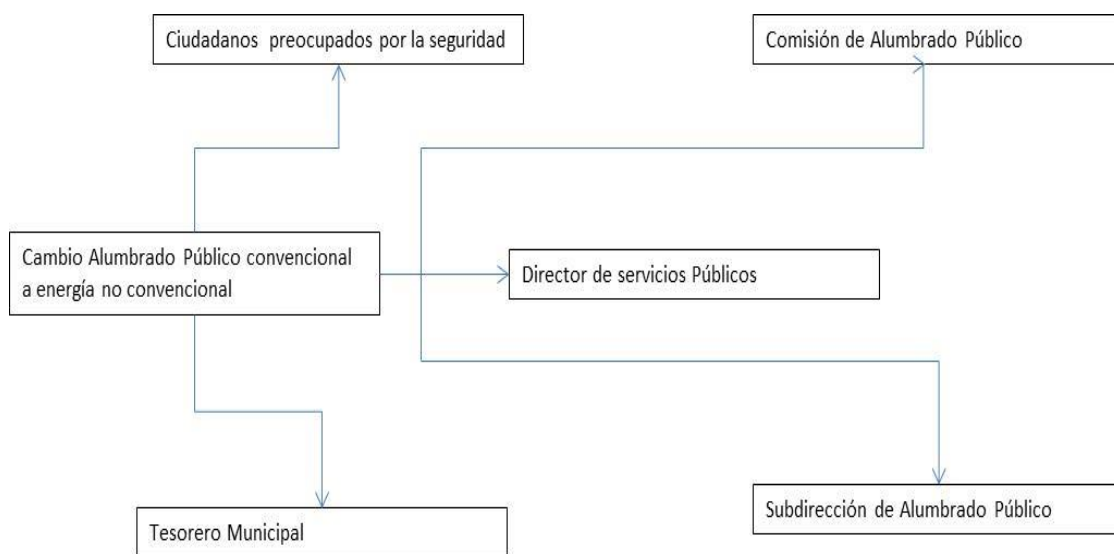 Ciudadanos preocupados por la seguridad
Comisión de Alumbrado Público
Cambio Alumbrado Público convencional
a energía no convencional
Director de servicios Públicos
Tesorero Municipal
Subdirección de Alumbrado Público